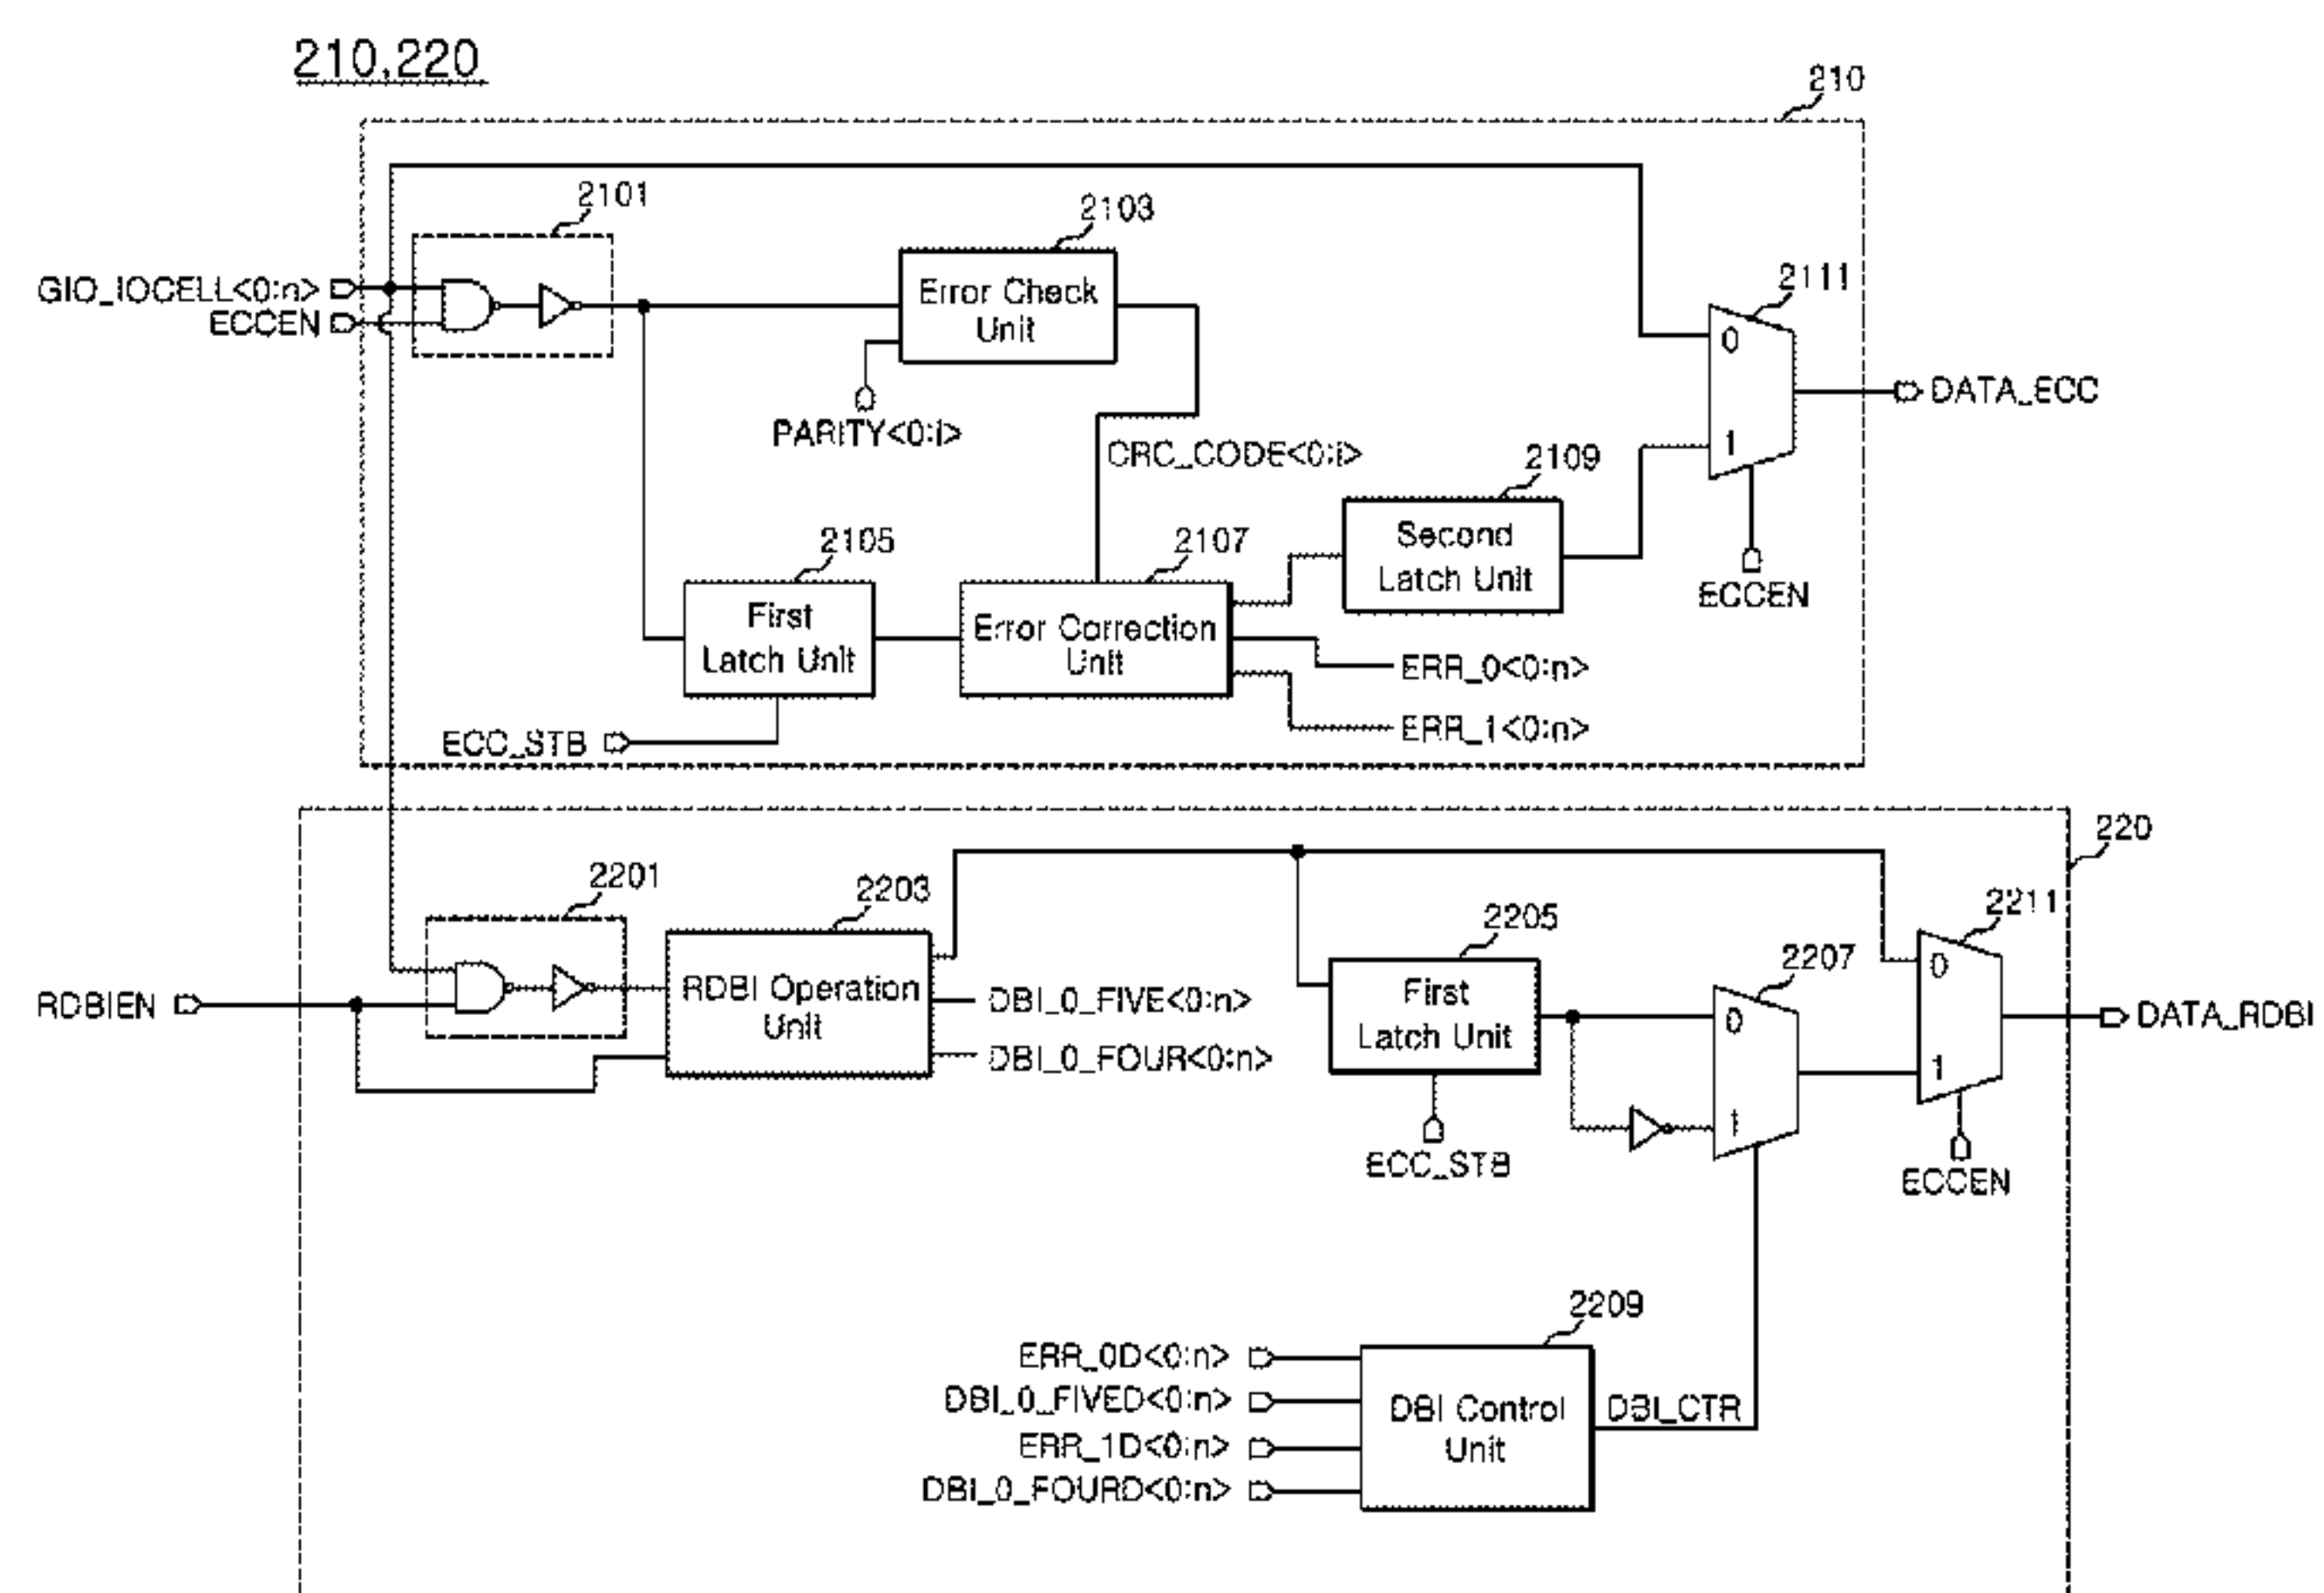 210,220
210
2101
2103
GIO_IOCELL<0:n>
ECCEN
Error Check
Unit
2111
0
1
PARITY<0:i>
CRC_CODE<0:i>
DATA_ECC
2109
Second
Latch Unit
ECCEN
2105
First
Latch Unit
2107
Error Correction
Unit
ERR_0<0:n>
ERR_1<0:n>
ECC_STB
220
2201
2203
RDBIEN
RDBI Operation
Unit
DBI_0_FIVE<0:n>
DBI_0_FOUR<0:n>
2205
First
Latch Unit
ECC_STB
2207
0
1
2211
0
1
ECCEN
DATA_RDBI
2209
ERR_0D<0:n>
DBI_0_FIVED<0:n>
ERR_1D<0:n>
DBI_0_FOURD<0:n>
DBI Control
Unit
DBI_CTR